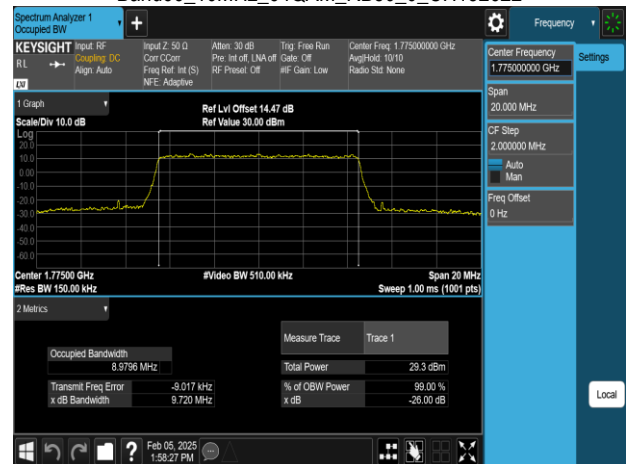 Spectrum Analyzer 1
Occupied BW
+
Frequency
KEYSIGHT
RL
LXI
Input: RF
Coupling: DC
Align: Auto
Input Z: 50 Ω
Corr CCorr
Freq Ref: Int (S)
NFE: Adaptive
Atten: 30 dB
Pre: Int off, LNA off
RF Preset: Off
Trig: Free Run
Gate: Off
#IF Gain: Low
Center Freq: 1.775000000 GHz
Avg|Hold: 10/10
Radio Std: None
Center Frequency
1.775000000 GHz
Settings
Span
20.000 MHz
CF Step
2.000000 MHz
Auto
Man
Freq Offset
0 Hz
Local
1 Graph
Scale/Div 10.0 dB
Ref Lvl Offset 14.47 dB
Ref Value 30.00 dBm
Log
20.0
10.0
0.00
-10.0
-20.0
-30.0
-40.0
-50.0
-60.0
Center 1.77500 GHz
#Video BW 510.00 kHz
Span 20 MHz
#Res BW 150.00 kHz
Sweep 1.00 ms (1001 pts)
2 Metrics
Measure Trace Trace 1
Occupied Bandwidth
8.9796 MHz
Total Power 29.3 dBm
Transmit Freq Error -9.017 kHz
% of OBW Power 99.00 %
x dB Bandwidth 9.720 MHz
x dB -26.00 dB
?
Feb 05, 2025
1:58:27 PM